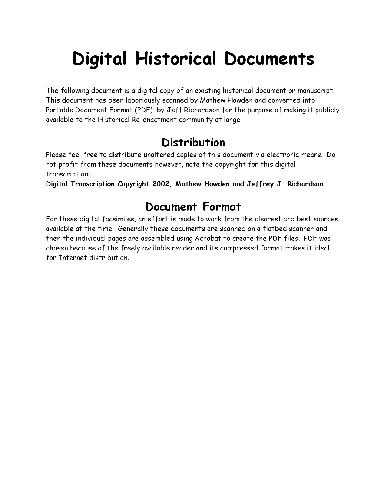 Digital Historical Documents
The following document is a digital copy of an existing historical document or manuscript.
This document has been laboriously scanned by Mathew Howden and converted into
Portable Document Format (PDF) by Jeff Richardson for the purpose of making it publicly
available to the Historical Re-enactment community at large.
Distribution
Please feel free to distribute unaltered copies of this document via electronic means. Do
not profit from these documents however, note the copyright for this digital
transcription:
Digital Transcription Copyright 2002, Mathew Howden and Jeffrey J. Richardson
Document Format
For these digital facsimiles, an effort is made to work from the cleanest and best sources
available at the time. Generally these documents are scanned on a flatbed scanner and
then the individual pages are assembled using Acrobat to create the PDF files. PDF was
chosen because of the freely available reader and its compressed format makes it ideal
for Internet distribution.